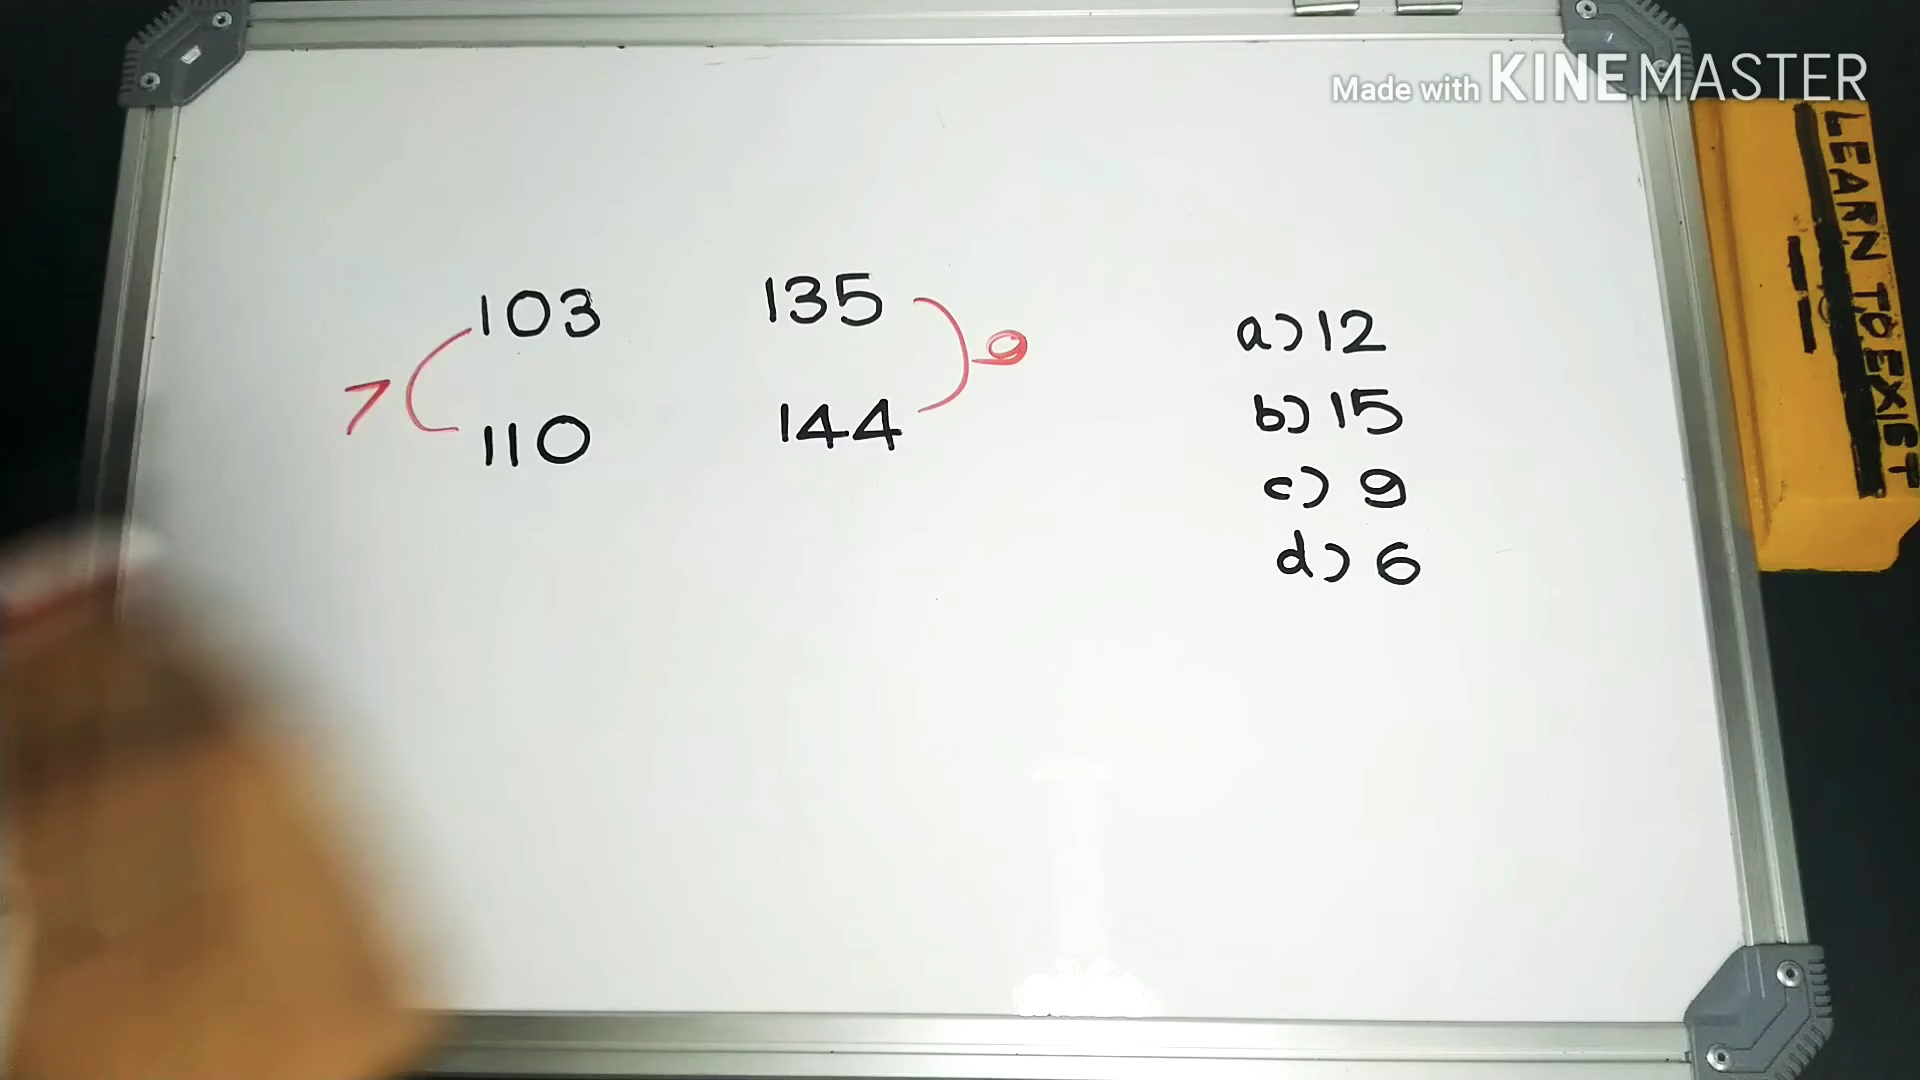 Made with KINEMASTER
LEARN TO EXIST
103 135
7 9
110 144
a) 12
b) 15
c) 9
d) 6